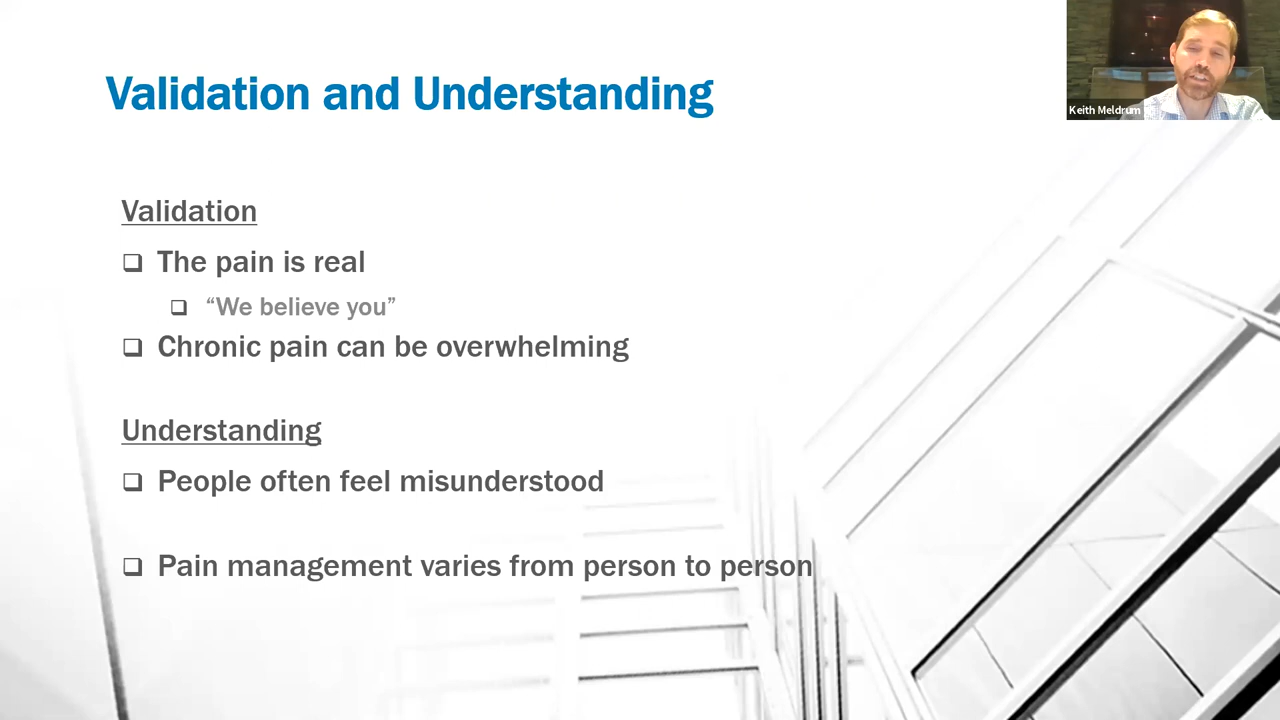 Validation and Understanding
Keith Meldrum
Validation
The pain is real
“We believe you”
Chronic pain can be overwhelming
Understanding
People often feel misunderstood
Pain management varies from person to person